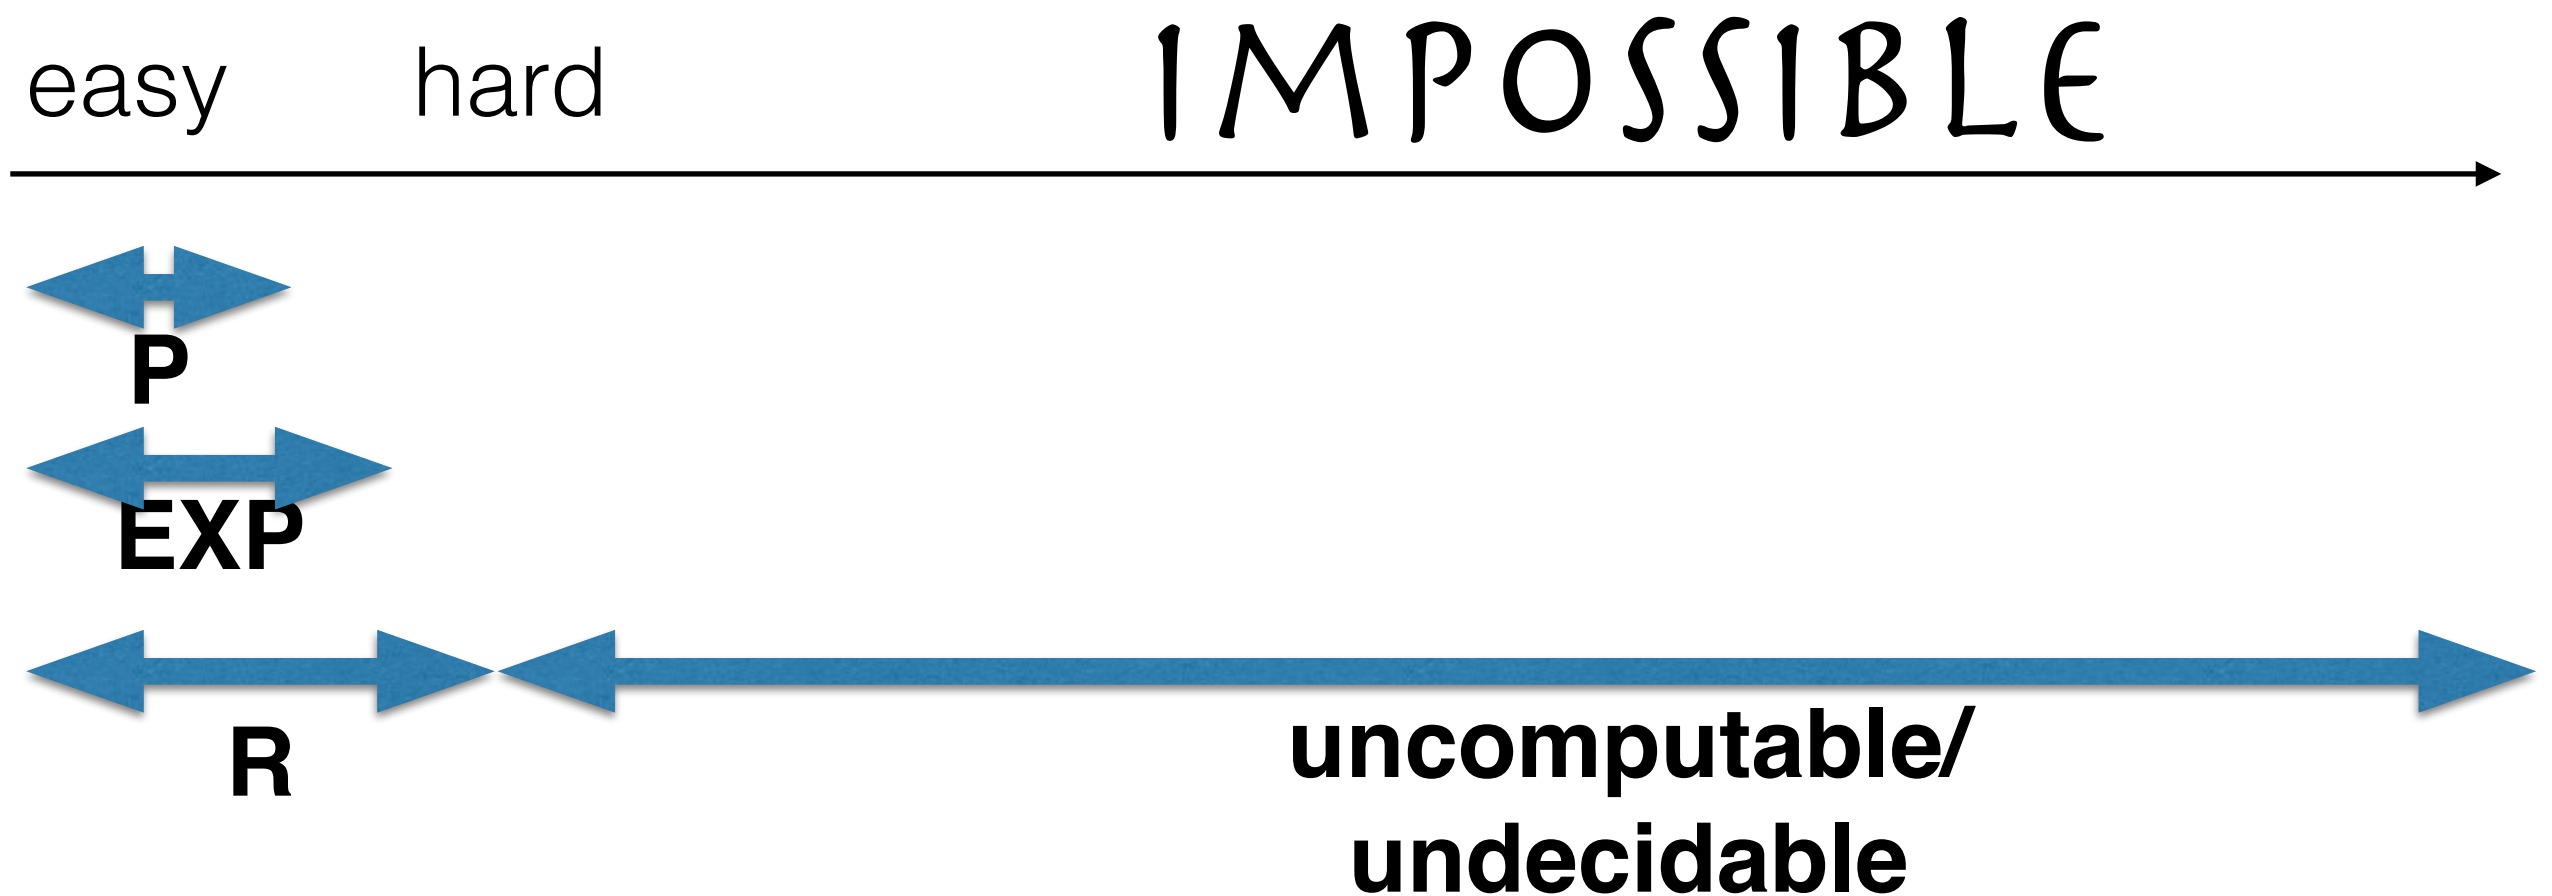 easy hard IMPOSSIBLE
P
EXP
R
uncomputable/
undecidable